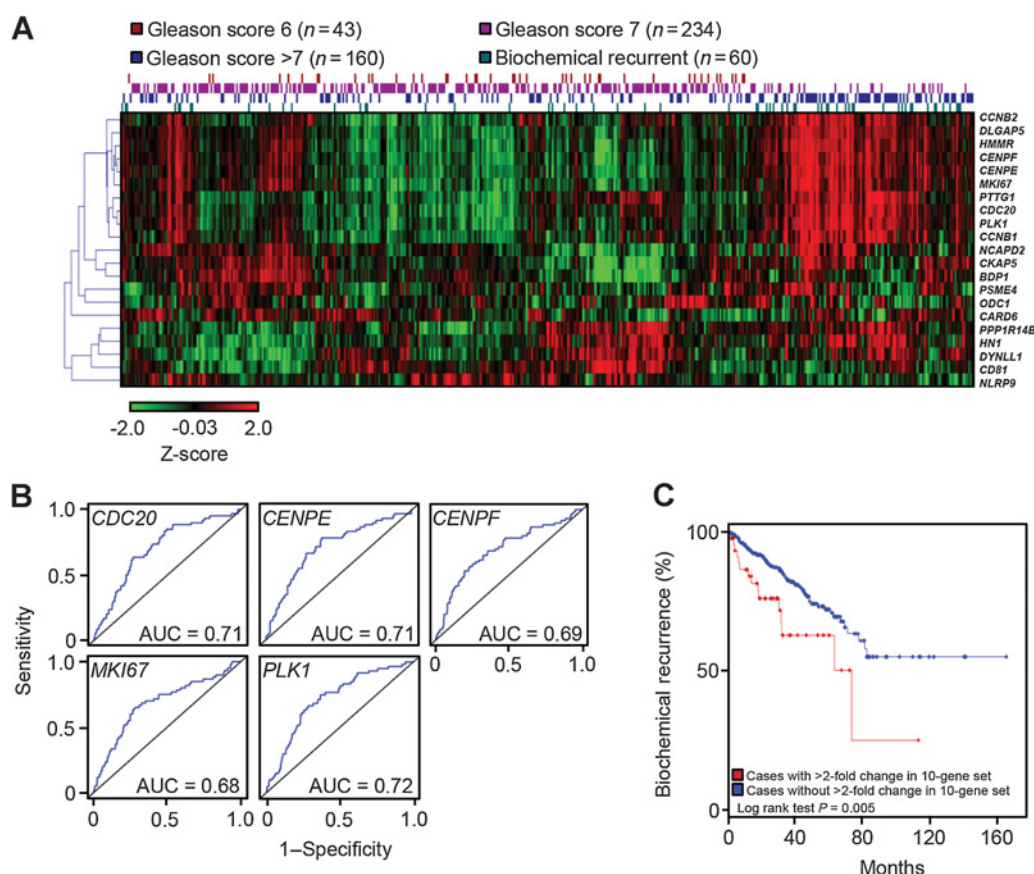 A
Gleason score 6 (n=43)
Gleason score 7 (n=234)
Gleason score >7 (n=160)
Biochemical recurrent (n=60)
CCNB2
DLGAP5
HMMR
CENPF
CENPE
MKI67
PTTG1
CDC20
PLK1
CCNB1
NCAPD2
CKAP5
BDP1
PSME4
ODC1
CARD6
PPP1R14B
HN1
DYNLL1
CD81
NLRP9
-2.0 -0.03 2.0
Z-score
B
Sensitivity
1.0
0.5
0
CDC20
AUC = 0.71
CENPE
AUC = 0.71
CENPF
AUC = 0.69
0 0.5 1.0
1.0
0.5
0
MKI67
AUC = 0.68
PLK1
AUC = 0.72
0 0.5 1.0
0 0.5 1.0
1–Specificity
C
Biochemical recurrence (%)
100
50
0
Cases with >2-fold change in 10-gene set
Cases without >2-fold change in 10-gene set
Log rank test P = 0.005
0 40 80 120 160
Months